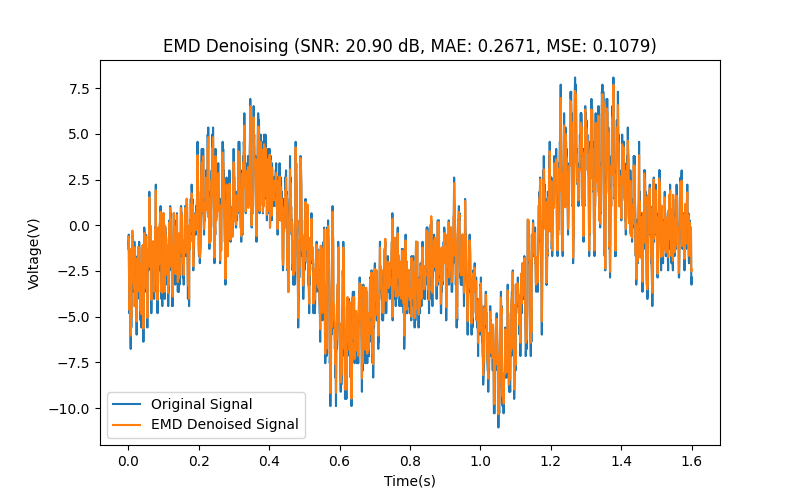 EMD Denoising (SNR: 20.90 dB, MAE: 0.2671, MSE: 0.1079)
Voltage(V)
7.5
5.0
2.5
0.0
−2.5
−5.0
−7.5
−10.0
Original Signal
EMD Denoised Signal
0.0 0.2 0.4 0.6 0.8 1.0 1.2 1.4 1.6
Time(s)